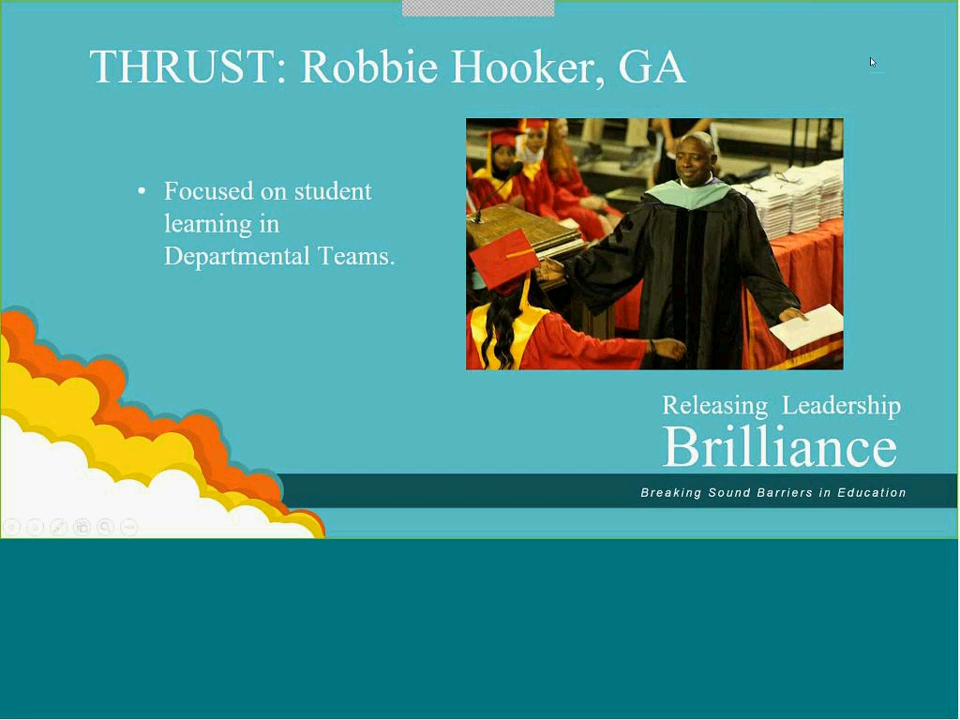 THRUST: Robbie Hooker, GA
• Focused on student
learning in
Departmental Teams.
Releasing Leadership
Brilliance
Breaking Sound Barriers in Education